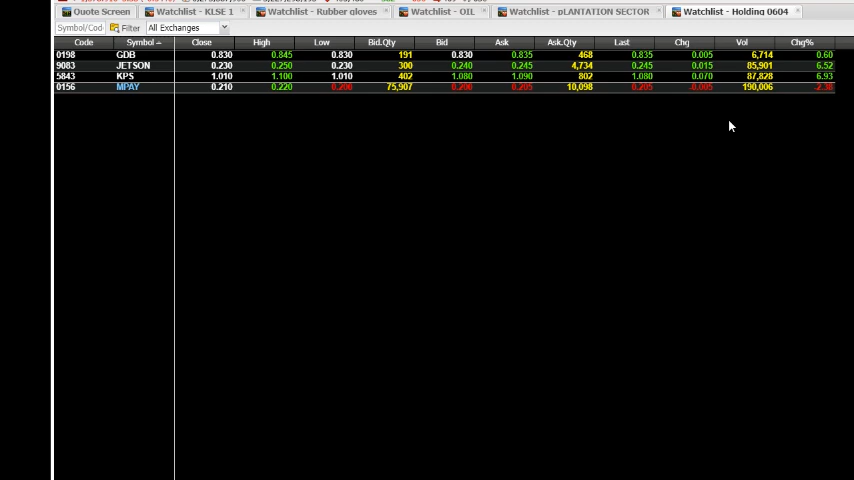 Quote Screen Watchlist - KLSE 1 Watchlist - Rubber gloves Watchlist - OIL Watchlist - pLANTATION SECTOR Watchlist - Holding 0604
Symbol/Cod Filter All Exchanges
Code Symbol Close High Low Bid.Qty Bid Ask Ask.Qty Last Chg Vol Chg%
0198 GDB 0.830 0.845 0.830 191 0.830 0.835 468 0.835 0.005 6,714 0.60
9083 JETSON 0.230 0.250 0.230 300 0.240 0.245 4,734 0.245 0.015 85,901 6.52
5843 KPS 1.010 1.100 1.010 402 1.080 1.090 802 1.080 0.070 87,828 6.93
0156 MPAY 0.210 0.220 0.200 75,907 0.200 0.205 10,098 0.205 -0.005 190,006 -2.38